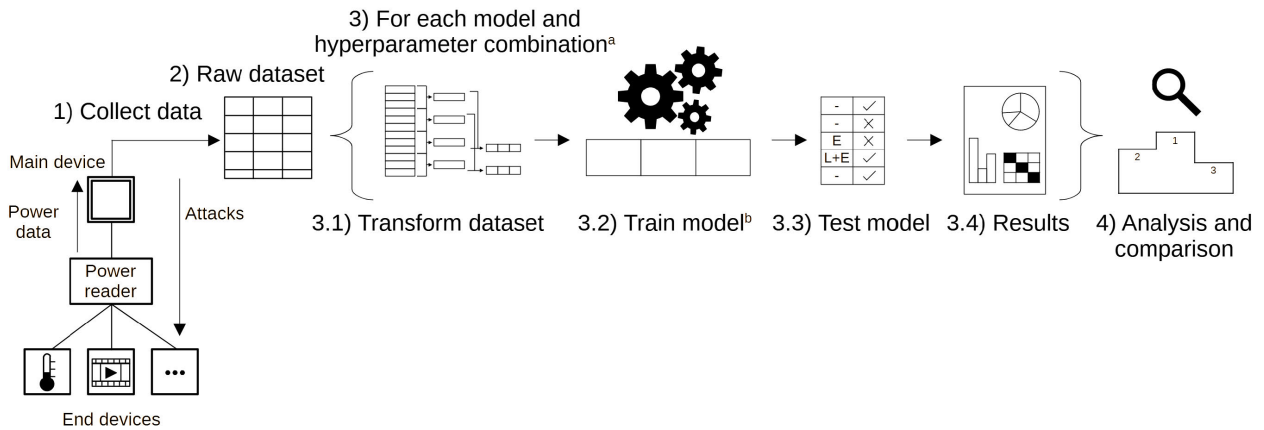 3) For each model and
hyperparameter combinationᵃ
2) Raw dataset
1) Collect data
Main device
Power
data
Attacks
Power
reader
End devices
3.1) Transform dataset
3.2) Train modelᵇ
- ✓
- ✕
E ✕
L+E ✓
- ✓
3.3) Test model
3.4) Results
1
2
3
4) Analysis and
comparison